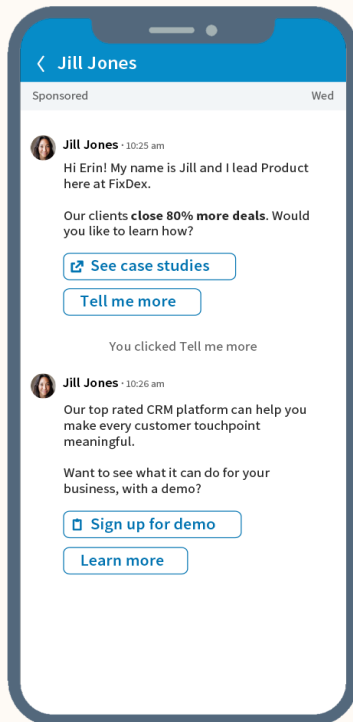 Jill Jones
Sponsored Wed
Jill Jones · 10:25 am
Hi Erin! My name is Jill and I lead Product
here at FixDex.
Our clients close 80% more deals. Would
you like to learn how?
See case studies
Tell me more
You clicked Tell me more
Jill Jones · 10:26 am
Our top rated CRM platform can help you
make every customer touchpoint
meaningful.
Want to see what it can do for your
business, with a demo?
Sign up for demo
Learn more